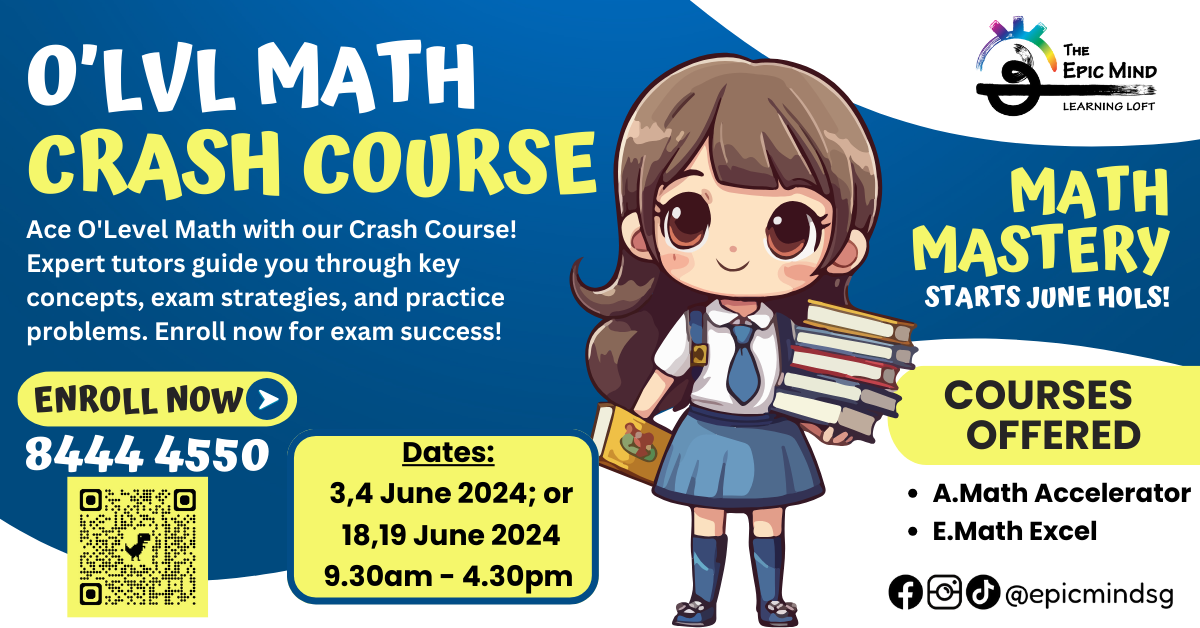 O'LVL MATH
CRASH COURSE
Ace O'Level Math with our Crash Course!
Expert tutors guide you through key
concepts, exam strategies, and practice
problems. Enroll now for exam success!
ENROLL NOW
8444 4550
Dates:
3,4 June 2024; or
18,19 June 2024
9.30am - 4.30pm
THE
EPIC MIND
LEARNING LOFT
MATH
MASTERY
STARTS JUNE HOLS!
COURSES
OFFERED
• A.Math Accelerator
• E.Math Excel
@epicmindsg